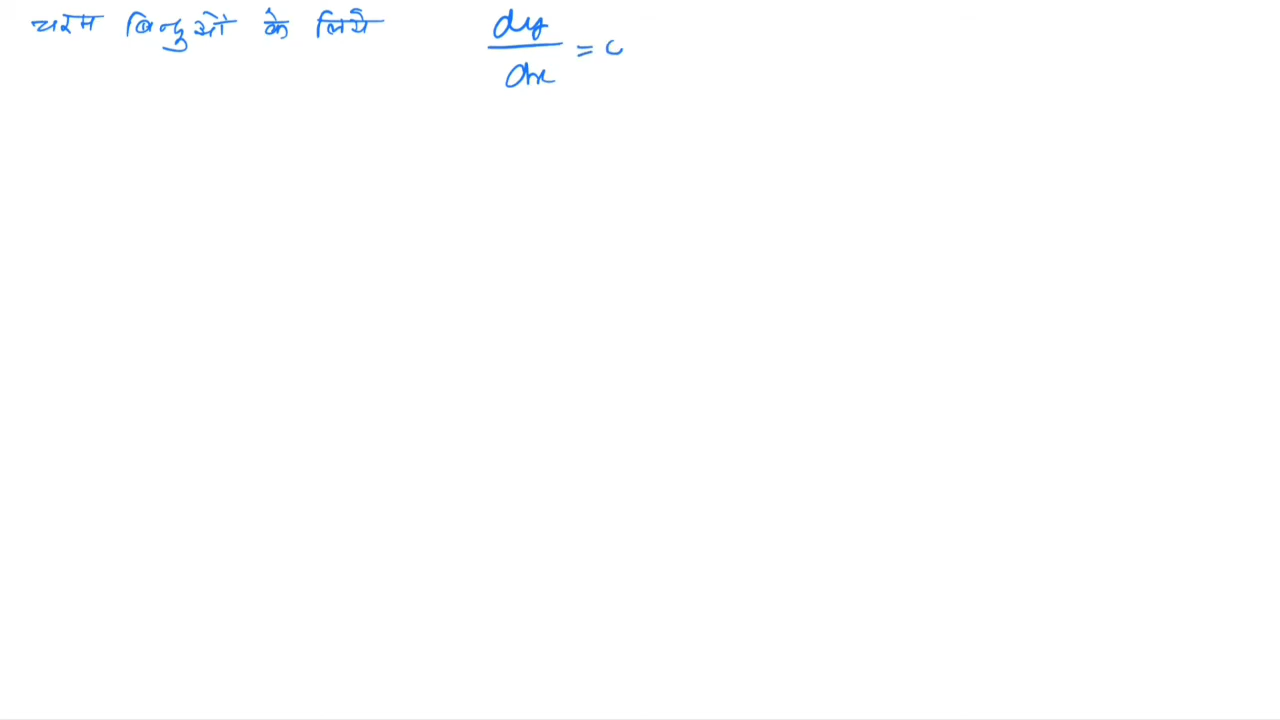 चरम बिन्दुओं के लिये dy/dx = 0